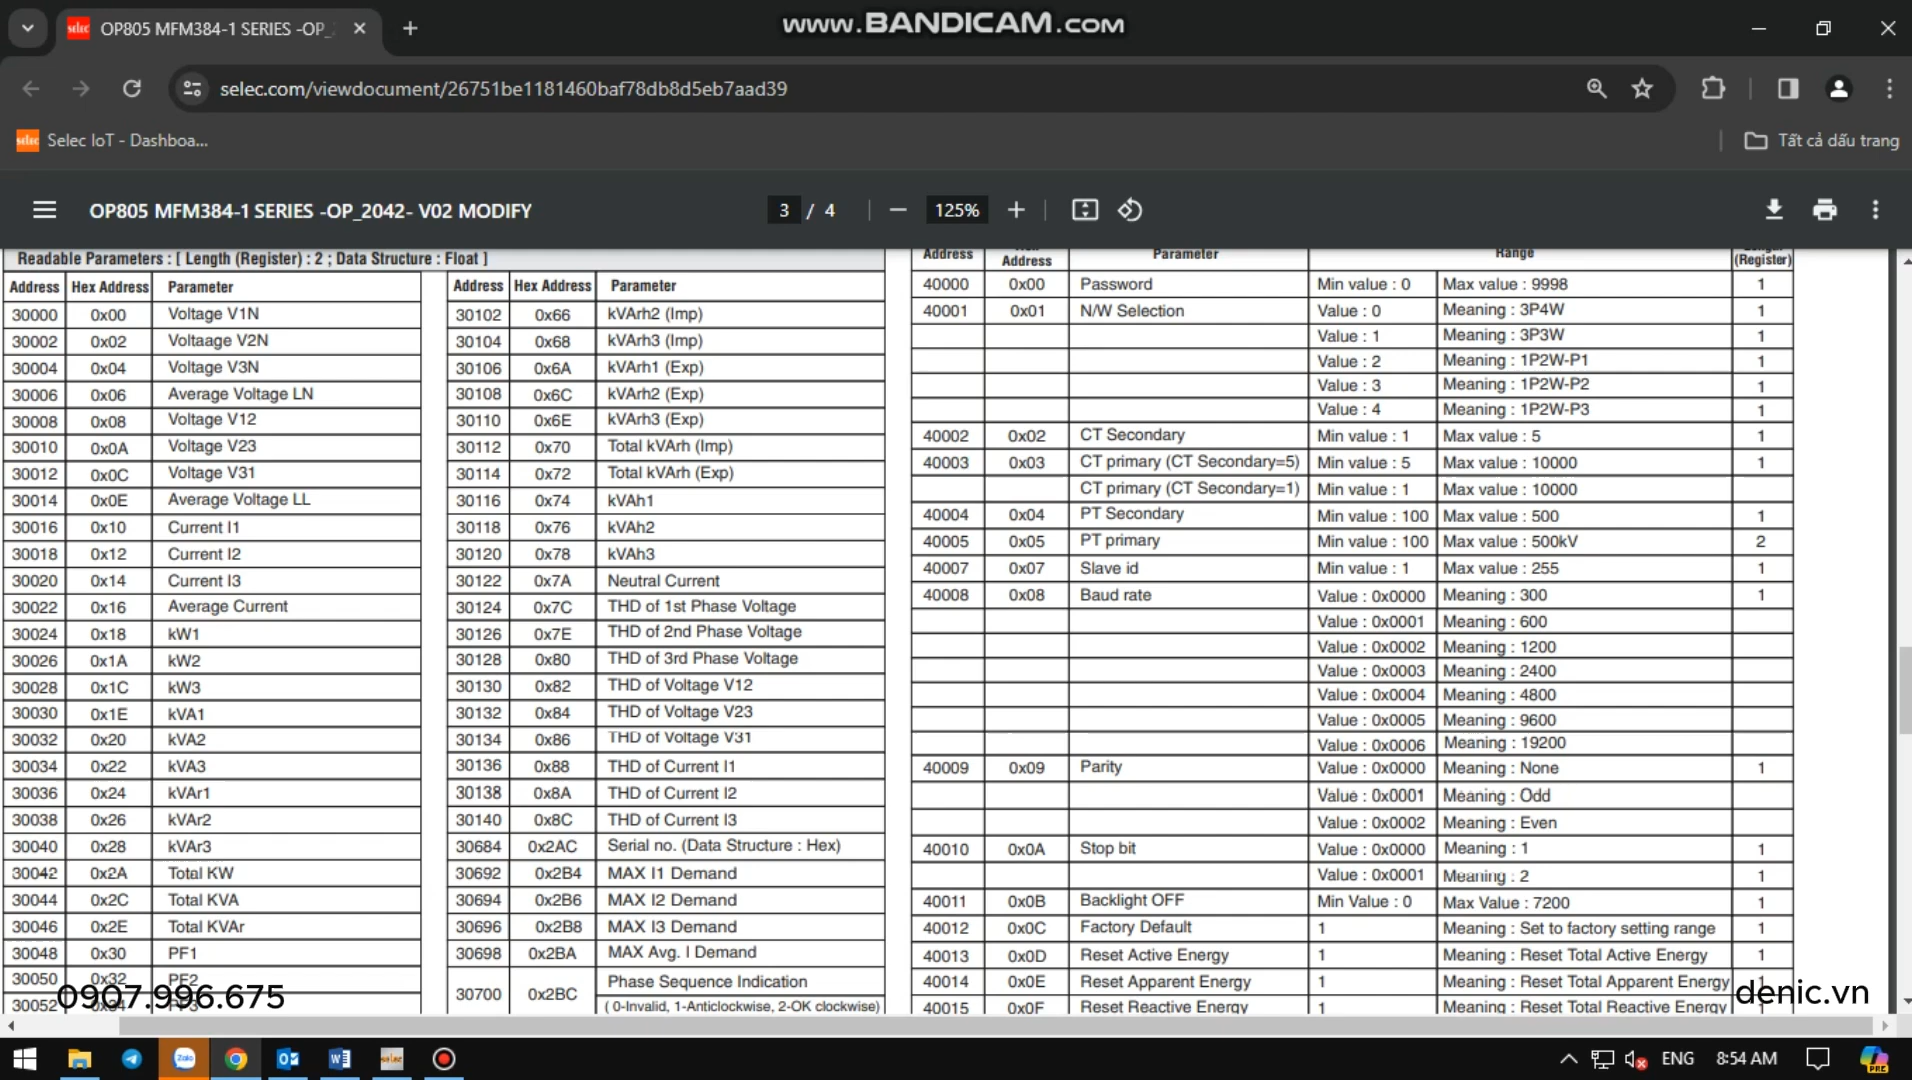 OP805 MFM384-1 SERIES -OP_
www.BANDICAM.com
selec.com/viewdocument/26751be1181460baf78db8d5eb7aad39
Selec IoT - Dashboa...
Tất cả dấu trang
OP805 MFM384-1 SERIES -OP_2042- V02 MODIFY
3 / 4
125%
Readable Parameters : [ Length (Register) : 2 ; Data Structure : Float ]
Address Hex Address Parameter
30000 0x00 Voltage V1N
30002 0x02 Voltaage V2N
30004 0x04 Voltage V3N
30006 0x06 Average Voltage LN
30008 0x08 Voltage V12
30010 0x0A Voltage V23
30012 0x0C Voltage V31
30014 0x0E Average Voltage LL
30016 0x10 Current I1
30018 0x12 Current I2
30020 0x14 Current I3
30022 0x16 Average Current
30024 0x18 kW1
30026 0x1A kW2
30028 0x1C kW3
30030 0x1E kVA1
30032 0x20 kVA2
30034 0x22 kVA3
30036 0x24 kVAr1
30038 0x26 kVAr2
30040 0x28 kVAr3
30042 0x2A Total KW
30044 0x2C Total KVA
30046 0x2E Total KVAr
30048 0x30 PF1
30050 0x32 PF2
30052
0907.996.675
Address Hex Address Parameter
30102 0x66 kVArh2 (Imp)
30104 0x68 kVArh3 (Imp)
30106 0x6A kVArh1 (Exp)
30108 0x6C kVArh2 (Exp)
30110 0x6E kVArh3 (Exp)
30112 0x70 Total kVArh (Imp)
30114 0x72 Total kVArh (Exp)
30116 0x74 kVAh1
30118 0x76 kVAh2
30120 0x78 kVAh3
30122 0x7A Neutral Current
30124 0x7C THD of 1st Phase Voltage
30126 0x7E THD of 2nd Phase Voltage
30128 0x80 THD of 3rd Phase Voltage
30130 0x82 THD of Voltage V12
30132 0x84 THD of Voltage V23
30134 0x86 THD of Voltage V31
30136 0x88 THD of Current I1
30138 0x8A THD of Current I2
30140 0x8C THD of Current I3
30684 0x2AC Serial no. (Data Structure : Hex)
30692 0x2B4 MAX I1 Demand
30694 0x2B6 MAX I2 Demand
30696 0x2B8 MAX I3 Demand
30698 0x2BA MAX Avg. I Demand
30700 0x2BC Phase Sequence Indication
( 0-Invalid, 1-Anticlockwise, 2-OK clockwise)
Address Address Parameter Range (Register)
40000 0x00 Password Min value : 0 Max value : 9998 1
40001 0x01 N/W Selection Value : 0 Meaning : 3P4W 1
Value : 1 Meaning : 3P3W 1
Value : 2 Meaning : 1P2W-P1 1
Value : 3 Meaning : 1P2W-P2 1
Value : 4 Meaning : 1P2W-P3 1
40002 0x02 CT Secondary Min value : 1 Max value : 5 1
40003 0x03 CT primary (CT Secondary=5) Min value : 5 Max value : 10000 1
CT primary (CT Secondary=1) Min value : 1 Max value : 10000
40004 0x04 PT Secondary Min value : 100 Max value : 500 1
40005 0x05 PT primary Min value : 100 Max value : 500kV 2
40007 0x07 Slave id Min value : 1 Max value : 255 1
40008 0x08 Baud rate Value : 0x0000 Meaning : 300 1
Value : 0x0001 Meaning : 600
Value : 0x0002 Meaning : 1200
Value : 0x0003 Meaning : 2400
Value : 0x0004 Meaning : 4800
Value : 0x0005 Meaning : 9600
Value : 0x0006 Meaning : 19200
40009 0x09 Parity Value : 0x0000 Meaning : None 1
Value : 0x0001 Meaning : Odd
Value : 0x0002 Meaning : Even
40010 0x0A Stop bit Value : 0x0000 Meaning : 1 1
Value : 0x0001 Meaning : 2 1
40011 0x0B Backlight OFF Min Value : 0 Max Value : 7200 1
40012 0x0C Factory Default 1 Meaning : Set to factory setting range 1
40013 0x0D Reset Active Energy 1 Meaning : Reset Total Active Energy 1
40014 0x0E Reset Apparent Energy 1 Meaning : Reset Total Apparent Energy 1
40015 0x0F Reset Reactive Energy 1 Meaning : Reset Total Reactive Energy
denic.vn
ENG 8:54 AM